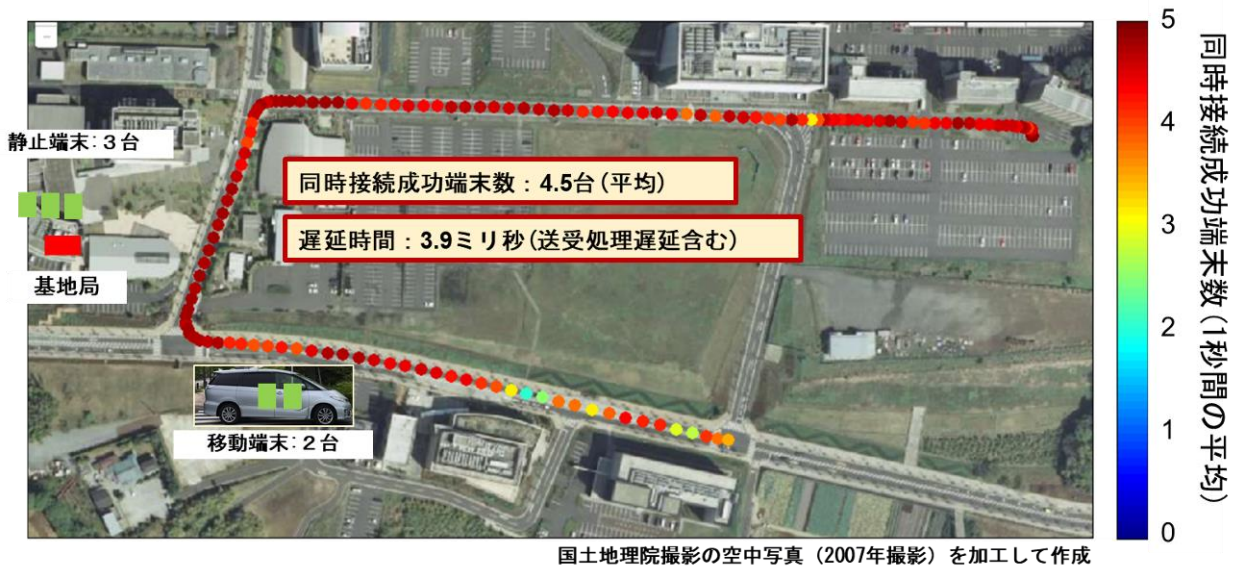 静止端末:3台
基地局
同時接続成功端末数:4.5台(平均)
遅延時間:3.9ミリ秒(送受処理遅延含む)
移動端末:2台
5
4
3
2
1
0
同時接続成功端末数(1秒間の平均)
国土地理院撮影の空中写真(2007年撮影)を加工して作成